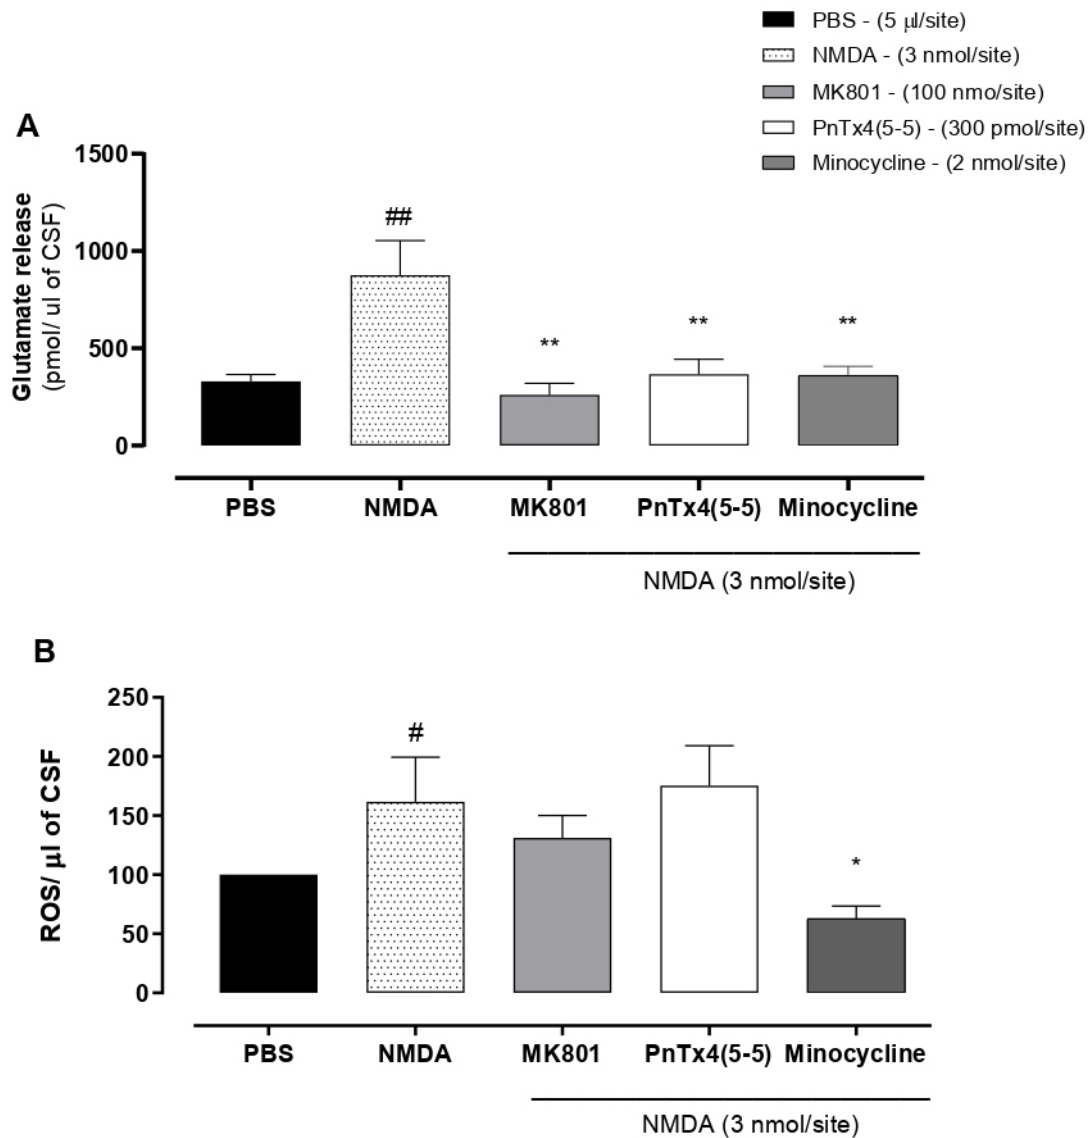 PBS - (5 µl/site)
NMDA - (3 nmol/site)
MK801 - (100 nmo/site)
PnTx4(5-5) - (300 pmol/site)
Minocycline - (2 nmol/site)
A
Glutamate release
(pmol/ ul of CSF)
1500
1000
500
0
##
**
**
**
PBS NMDA MK801 PnTx4(5-5) Minocycline
NMDA (3 nmol/site)
B
ROS/ µl of CSF
250
200
150
100
50
0
#
*
PBS NMDA MK801 PnTx4(5-5) Minocycline
NMDA (3 nmol/site)